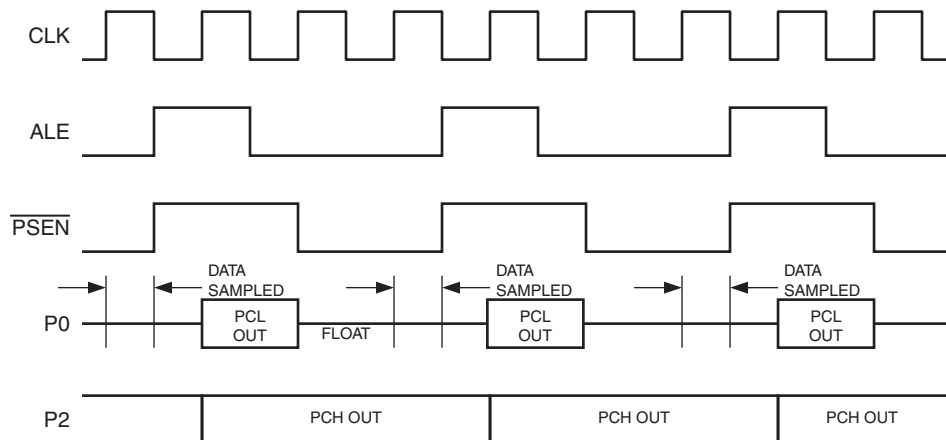 CLK
ALE
PSEN
DATA
SAMPLED
DATA
SAMPLED
DATA
SAMPLED
P0
PCL
OUT
FLOAT
PCL
OUT
PCL
OUT
P2
PCH OUT
PCH OUT
PCH OUT